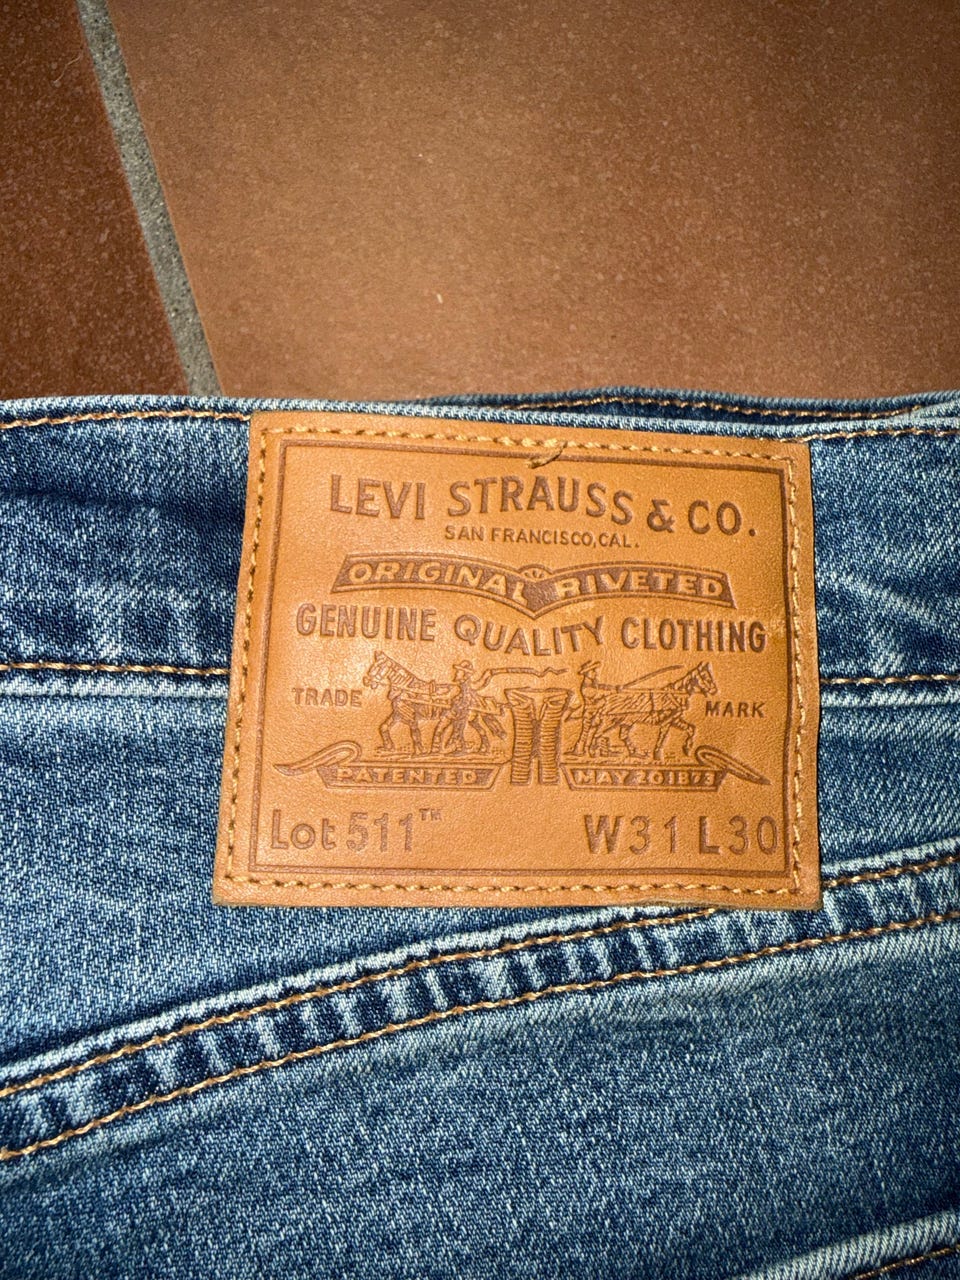 LEVI STRAUSS & CO.
SAN FRANCISCO, CAL.
ORIGINAL RIVETED
GENUINE QUALITY CLOTHING
TRADE MARK
PATENTED MAY 20 1873
Lot 511™ W31 L30